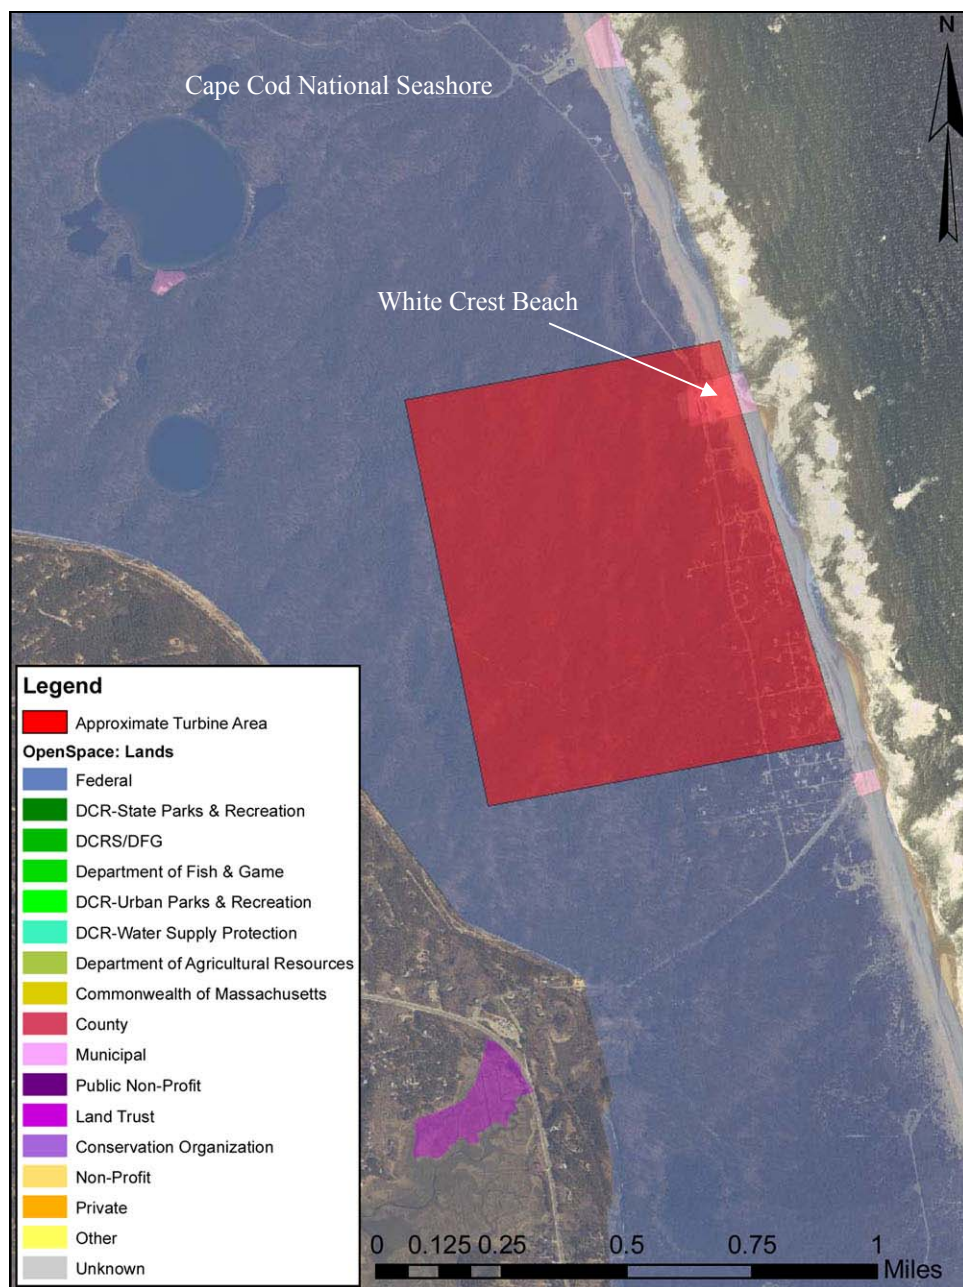 N
Cape Cod National Seashore
White Crest Beach
Legend
Approximate Turbine Area
OpenSpace: Lands
Federal
DCR-State Parks & Recreation
DCRS/DFG
Department of Fish & Game
DCR-Urban Parks & Recreation
DCR-Water Supply Protection
Department of Agricultural Resources
Commonwealth of Massachusetts
County
Municipal
Public Non-Profit
Land Trust
Conservation Organization
Non-Profit
Private
Other
Unknown
0 0.125 0.25 0.5 0.75 1
Miles